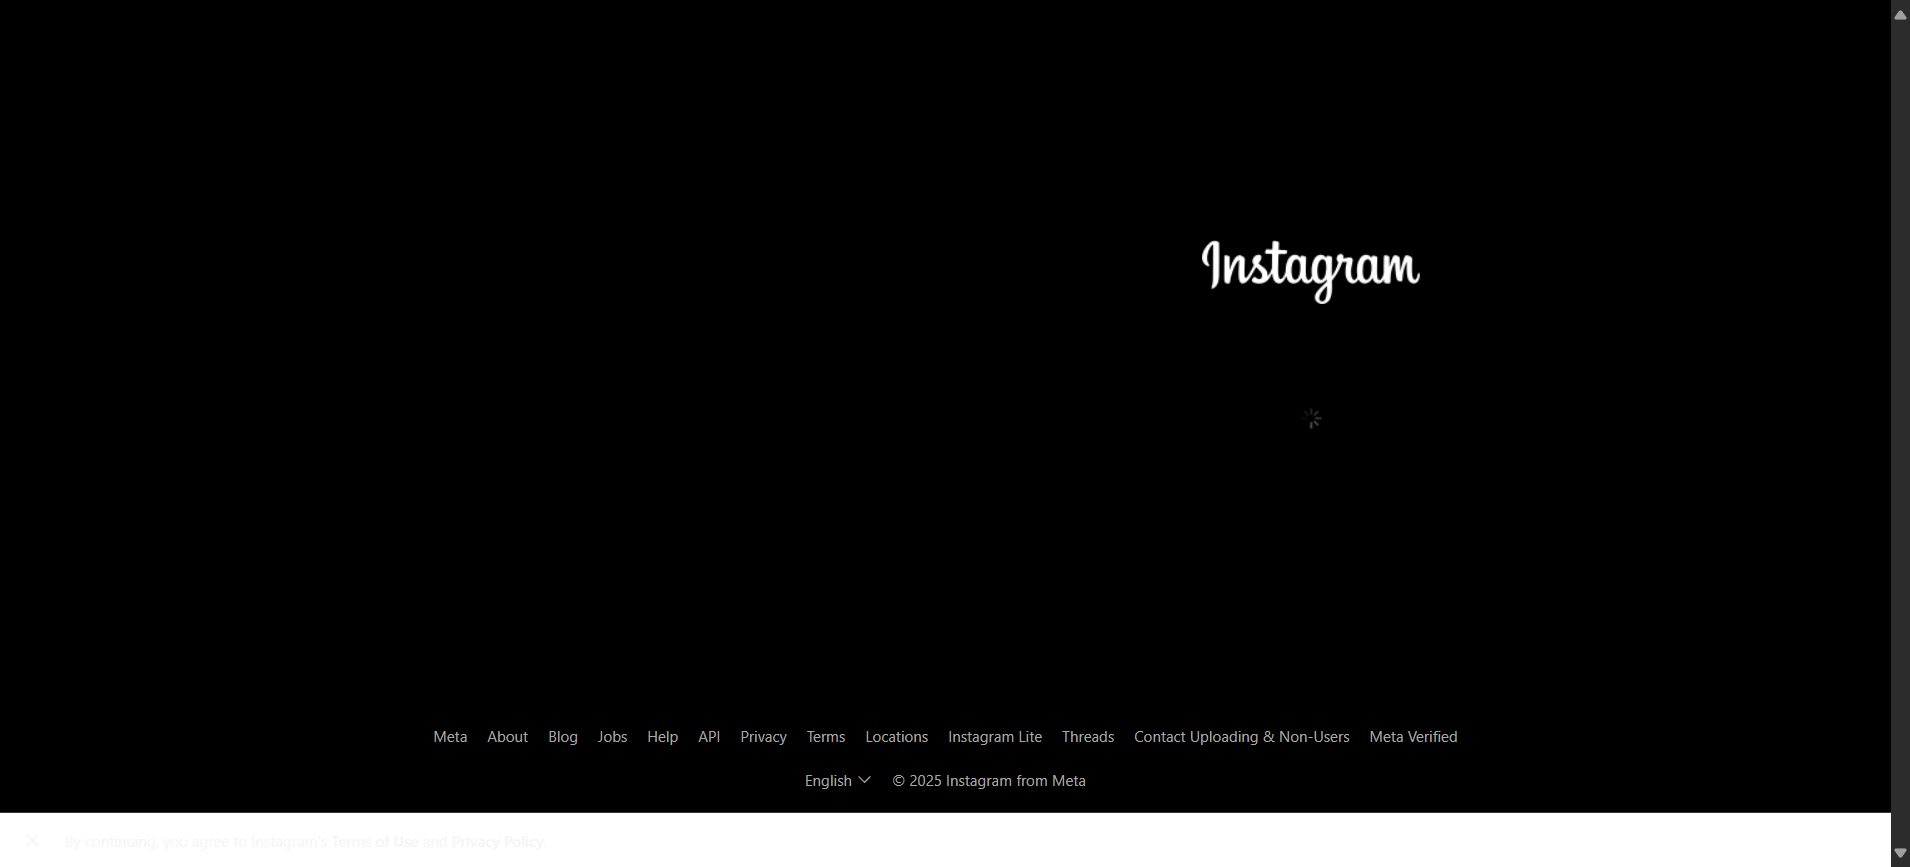 Instagram
Meta About Blog Jobs Help API Privacy Terms Locations Instagram Lite Threads Contact Uploading & Non-Users Meta Verified
English © 2025 Instagram from Meta
By continuing, you agree to Instagram's Terms of Use and Privacy Policy.